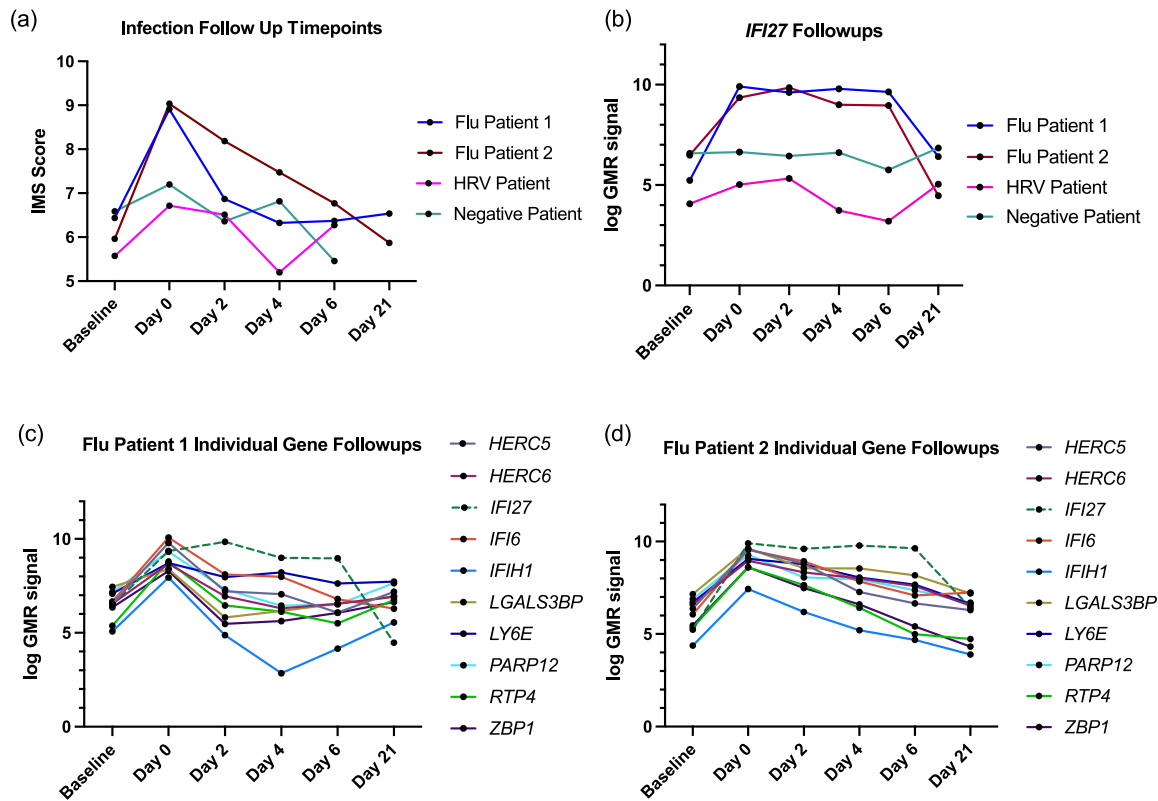 (a)
Infection Follow Up Timepoints
IMS Score
10
9
8
7
6
5
Baseline
Day 0
Day 2
Day 4
Day 6
Day 21
Flu Patient 1
Flu Patient 2
HRV Patient
Negative Patient
(b)
IFI27 Followups
log GMR signal
10
5
0
Baseline
Day 0
Day 2
Day 4
Day 6
Day 21
Flu Patient 1
Flu Patient 2
HRV Patient
Negative Patient
(c)
Flu Patient 1 Individual Gene Followups
log GMR signal
10
5
0
Baseline
Day 0
Day 2
Day 4
Day 6
Day 21
HERC5
HERC6
IFI27
IFI6
IFIH1
LGALS3BP
LY6E
PARP12
RTP4
ZBP1
(d)
Flu Patient 2 Individual Gene Followups
log GMR signal
10
5
0
Baseline
Day 0
Day 2
Day 4
Day 6
Day 21
HERC5
HERC6
IFI27
IFI6
IFIH1
LGALS3BP
LY6E
PARP12
RTP4
ZBP1